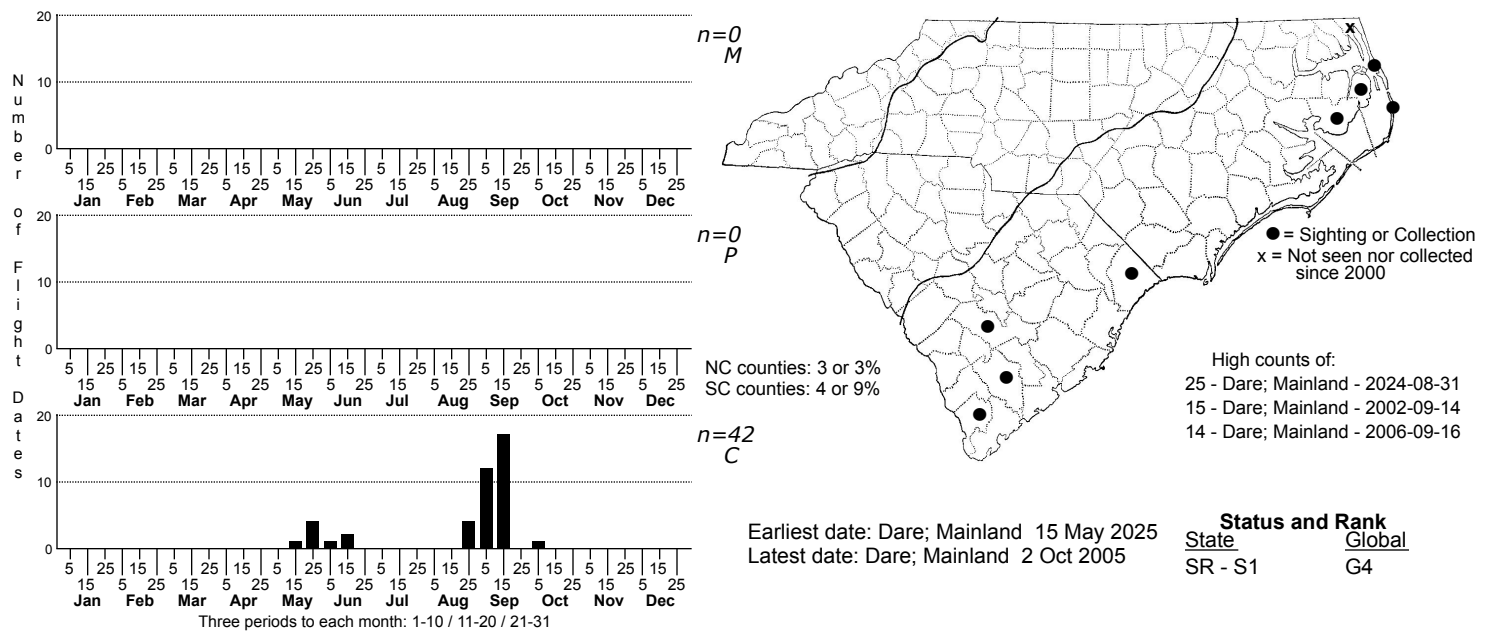 Number of Flight Dates
20
10
0
n=0
M
5 15 25 5 15 25 5 15 25 5 15 25 5 15 25 5 15 25 5 15 25 5 15 25 5 15 25 5 15 25 5 15 25 5 15 25
Jan Feb Mar Apr May Jun Jul Aug Sep Oct Nov Dec
20
10
0
n=0
P
5 15 25 5 15 25 5 15 25 5 15 25 5 15 25 5 15 25 5 15 25 5 15 25 5 15 25 5 15 25 5 15 25 5 15 25
Jan Feb Mar Apr May Jun Jul Aug Sep Oct Nov Dec
20
10
0
n=42
C
5 15 25 5 15 25 5 15 25 5 15 25 5 15 25 5 15 25 5 15 25 5 15 25 5 15 25 5 15 25 5 15 25 5 15 25
Jan Feb Mar Apr May Jun Jul Aug Sep Oct Nov Dec
Three periods to each month: 1-10 / 11-20 / 21-31
x
= Sighting or Collection
x = Not seen nor collected
since 2000
NC counties: 3 or 3%
SC counties: 4 or 9%
High counts of:
25 - Dare; Mainland - 2024-08-31
15 - Dare; Mainland - 2002-09-14
14 - Dare; Mainland - 2006-09-16
Earliest date: Dare; Mainland 15 May 2025
Latest date: Dare; Mainland 2 Oct 2005
Status and Rank
State Global
SR - S1 G4